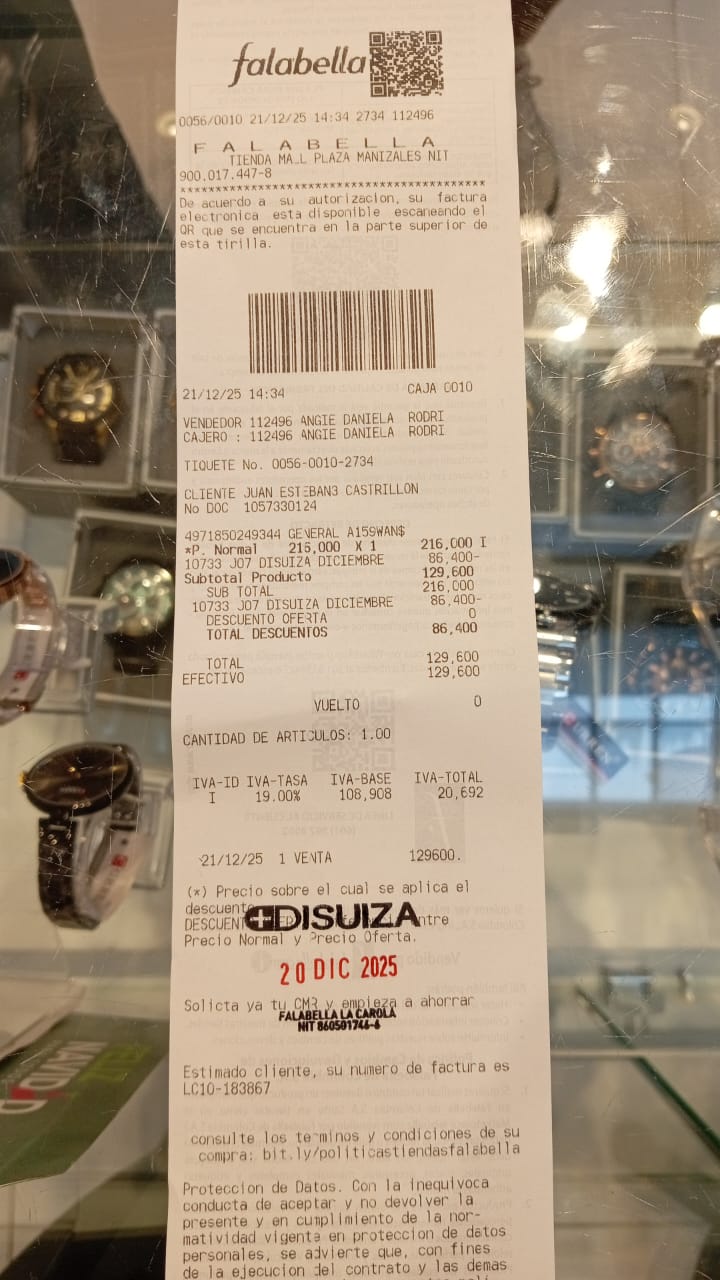 falabella
0056/0010 21/12/25 14:34 2734 112496
F A L A B E L L A
TIENDA MALL PLAZA MANIZALES NIT
900.017.447-8
******************************************************
De acuerdo a su autorizacion, su factura
electronica esta disponible escaneando el
QR que se encuentra en la parte superior de
esta tirilla.
21/12/25 14:34 CAJA 0010
VENDEDOR 112496 ANGIE DANIELA RODRI
CAJERO : 112496 ANGIE DANIELA RODRI
TIQUETE No. 0056-0010-2734
CLIENTE JUAN ESTEBAN3 CASTRILLON
No DOC 1057330124
4971850249344 GENERAL A159WAN$
*P. Normal 216,000 X 1 216,000 I
10733 J07 DISUIZA DICIEMBRE 86,400-
Subtotal Producto 129,600
SUB TOTAL 216,000
10733 J07 DISUIZA DICIEMBRE 86,400-
DESCUENTO OFERTA 0
TOTAL DESCUENTOS 86,400
TOTAL 129,600
EFECTIVO 129,600
VUELTO 0
CANTIDAD DE ARTICULOS: 1.00
IVA-ID IVA-TASA IVA-BASE IVA-TOTAL
I 19.00% 108,908 20,692
21/12/25 1 VENTA 129600.
(*) Precio sobre el cual se aplica el
descuento
DISUIZA
DESCUENT entre
Precio Normal y Precio Oferta.
20 DIC 2025
Solicta ya tu CMR y empieza a ahorrar
FALABELLA LA CAROLA
NIT 860501746-6
Estimado cliente, su numero de factura es
LC10-183867
consulte los terminos y condiciones de su
compra: bit.ly/politicastiendasfalabella
Proteccion de Datos. Con la inequivoca
conducta de aceptar y no devolver la
presente y en cumplimiento de la nor-
matividad vigente en proteccion de datos
personales, se advierte que, con fines
de la ejecucion del contrato y las demas